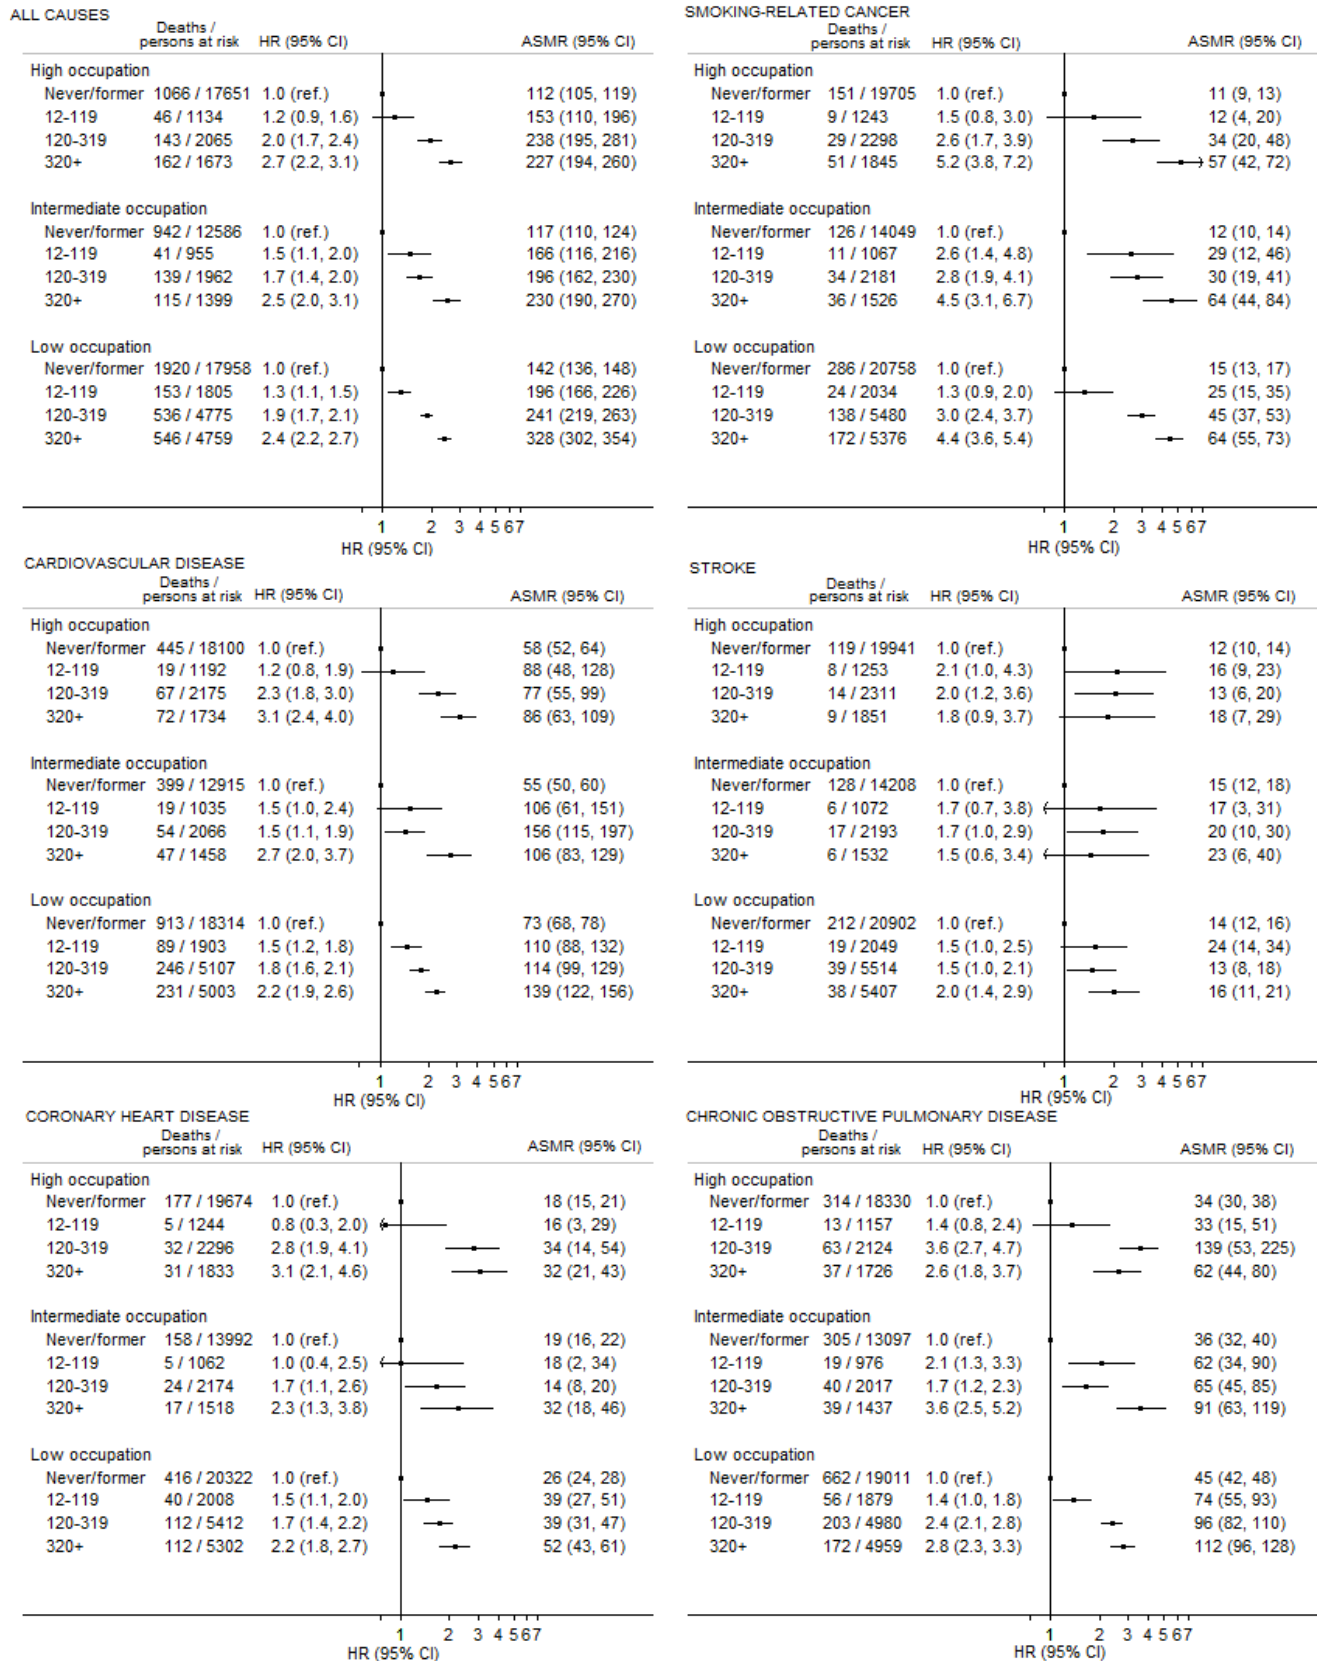 ALL CAUSES
Deaths /
persons at risk HR (95% CI) ASMR (95% CI)
High occupation
Never/former 1066 / 17651 1.0 (ref.) 112 (105, 119)
12-119 46 / 1134 1.2 (0.9, 1.6) 153 (110, 196)
120-319 143 / 2065 2.0 (1.7, 2.4) 238 (195, 281)
320+ 162 / 1673 2.7 (2.2, 3.1) 227 (194, 260)
Intermediate occupation
Never/former 942 / 12586 1.0 (ref.) 117 (110, 124)
12-119 41 / 955 1.5 (1.1, 2.0) 166 (116, 216)
120-319 139 / 1962 1.7 (1.4, 2.0) 196 (162, 230)
320+ 115 / 1399 2.5 (2.0, 3.1) 230 (190, 270)
Low occupation
Never/former 1920 / 17958 1.0 (ref.) 142 (136, 148)
12-119 153 / 1805 1.3 (1.1, 1.5) 196 (166, 226)
120-319 536 / 4775 1.9 (1.7, 2.1) 241 (219, 263)
320+ 546 / 4759 2.4 (2.2, 2.7) 328 (302, 354)
1 2 3 4 5 6 7
HR (95% CI)
SMOKING-RELATED CANCER
Deaths /
persons at risk HR (95% CI) ASMR (95% CI)
High occupation
Never/former 151 / 19705 1.0 (ref.) 11 (9, 13)
12-119 9 / 1243 1.5 (0.8, 3.0) 12 (4, 20)
120-319 29 / 2298 2.6 (1.7, 3.9) 34 (20, 48)
320+ 51 / 1845 5.2 (3.8, 7.2) 57 (42, 72)
Intermediate occupation
Never/former 126 / 14049 1.0 (ref.) 12 (10, 14)
12-119 11 / 1067 2.6 (1.4, 4.8) 29 (12, 46)
120-319 34 / 2181 2.8 (1.9, 4.1) 30 (19, 41)
320+ 36 / 1526 4.5 (3.1, 6.7) 64 (44, 84)
Low occupation
Never/former 286 / 20758 1.0 (ref.) 15 (13, 17)
12-119 24 / 2034 1.3 (0.9, 2.0) 25 (15, 35)
120-319 138 / 5480 3.0 (2.4, 3.7) 45 (37, 53)
320+ 172 / 5376 4.4 (3.6, 5.4) 64 (55, 73)
1 2 3 4 5 6 7
HR (95% CI)
CARDIOVASCULAR DISEASE
Deaths /
persons at risk HR (95% CI) ASMR (95% CI)
High occupation
Never/former 445 / 18100 1.0 (ref.) 58 (52, 64)
12-119 19 / 1192 1.2 (0.8, 1.9) 88 (48, 128)
120-319 67 / 2175 2.3 (1.8, 3.0) 77 (55, 99)
320+ 72 / 1734 3.1 (2.4, 4.0) 86 (63, 109)
Intermediate occupation
Never/former 399 / 12915 1.0 (ref.) 55 (50, 60)
12-119 19 / 1035 1.5 (1.0, 2.4) 106 (61, 151)
120-319 54 / 2066 1.5 (1.1, 1.9) 156 (115, 197)
320+ 47 / 1458 2.7 (2.0, 3.7) 106 (83, 129)
Low occupation
Never/former 913 / 18314 1.0 (ref.) 73 (68, 78)
12-119 89 / 1903 1.5 (1.2, 1.8) 110 (88, 132)
120-319 246 / 5107 1.8 (1.6, 2.1) 114 (99, 129)
320+ 231 / 5003 2.2 (1.9, 2.6) 139 (122, 156)
1 2 3 4 5 6 7
HR (95% CI)
STROKE
Deaths /
persons at risk HR (95% CI) ASMR (95% CI)
High occupation
Never/former 119 / 19941 1.0 (ref.) 12 (10, 14)
12-119 8 / 1253 2.1 (1.0, 4.3) 16 (9, 23)
120-319 14 / 2311 2.0 (1.2, 3.6) 13 (6, 20)
320+ 9 / 1851 1.8 (0.9, 3.7) 18 (7, 29)
Intermediate occupation
Never/former 128 / 14208 1.0 (ref.) 15 (12, 18)
12-119 6 / 1072 1.7 (0.7, 3.8) 17 (3, 31)
120-319 17 / 2193 1.7 (1.0, 2.9) 20 (10, 30)
320+ 6 / 1532 1.5 (0.6, 3.4) 23 (6, 40)
Low occupation
Never/former 212 / 20902 1.0 (ref.) 14 (12, 16)
12-119 19 / 2049 1.5 (1.0, 2.5) 24 (14, 34)
120-319 39 / 5514 1.5 (1.0, 2.1) 13 (8, 18)
320+ 38 / 5407 2.0 (1.4, 2.9) 16 (11, 21)
1 2 3 4 5 6 7
HR (95% CI)
CORONARY HEART DISEASE
Deaths /
persons at risk HR (95% CI) ASMR (95% CI)
High occupation
Never/former 177 / 19674 1.0 (ref.) 18 (15, 21)
12-119 5 / 1244 0.8 (0.3, 2.0) 16 (3, 29)
120-319 32 / 2296 2.8 (1.9, 4.1) 34 (14, 54)
320+ 31 / 1833 3.1 (2.1, 4.6) 32 (21, 43)
Intermediate occupation
Never/former 158 / 13992 1.0 (ref.) 19 (16, 22)
12-119 5 / 1062 1.0 (0.4, 2.5) 18 (2, 34)
120-319 24 / 2174 1.7 (1.1, 2.6) 14 (8, 20)
320+ 17 / 1518 2.3 (1.3, 3.8) 32 (18, 46)
Low occupation
Never/former 416 / 20322 1.0 (ref.) 26 (24, 28)
12-119 40 / 2008 1.5 (1.1, 2.0) 39 (27, 51)
120-319 112 / 5412 1.7 (1.4, 2.2) 39 (31, 47)
320+ 112 / 5302 2.2 (1.8, 2.7) 52 (43, 61)
1 2 3 4 5 6 7
HR (95% CI)
CHRONIC OBSTRUCTIVE PULMONARY DISEASE
Deaths /
persons at risk HR (95% CI) ASMR (95% CI)
High occupation
Never/former 314 / 18330 1.0 (ref.) 34 (30, 38)
12-119 13 / 1157 1.4 (0.8, 2.4) 33 (15, 51)
120-319 63 / 2124 3.6 (2.7, 4.7) 139 (53, 225)
320+ 37 / 1726 2.6 (1.8, 3.7) 62 (44, 80)
Intermediate occupation
Never/former 305 / 13097 1.0 (ref.) 36 (32, 40)
12-119 19 / 976 2.1 (1.3, 3.3) 62 (34, 90)
120-319 40 / 2017 1.7 (1.2, 2.3) 65 (45, 85)
320+ 39 / 1437 3.6 (2.5, 5.2) 91 (63, 119)
Low occupation
Never/former 662 / 19011 1.0 (ref.) 45 (42, 48)
12-119 56 / 1879 1.4 (1.0, 1.8) 74 (55, 93)
120-319 203 / 4980 2.4 (2.1, 2.8) 96 (82, 110)
320+ 172 / 4959 2.8 (2.3, 3.3) 112 (96, 128)
1 2 3 4 5 6 7
HR (95% CI)